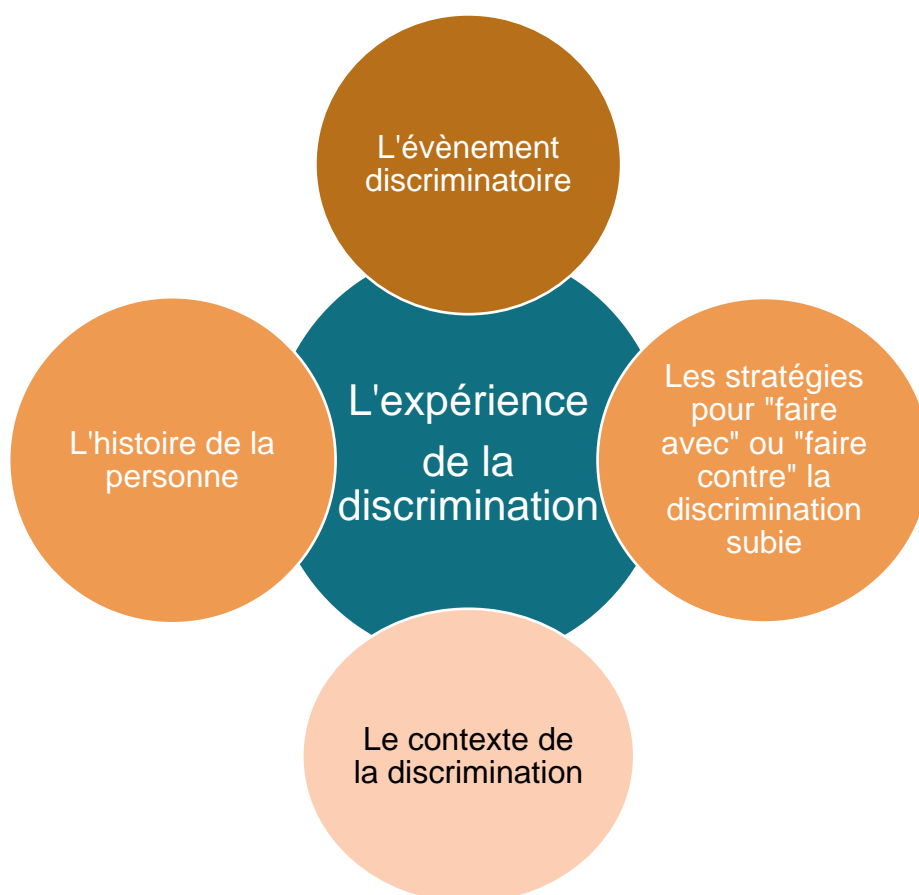 L'évènement
discriminatoire
L'histoire de la
personne
L'expérience
de la
discrimination
Les stratégies
pour "faire
avec" ou "faire
contre" la
discrimination
subie
Le contexte de
la discrimination